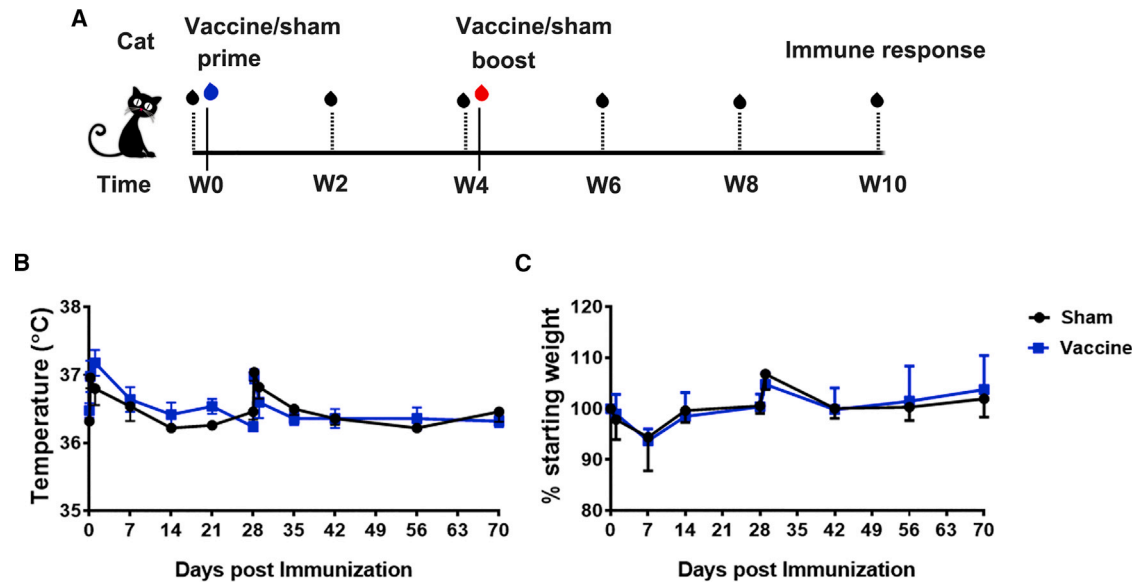 A
Cat
Vaccine/sham
prime
Vaccine/sham
boost
Immune response
Time
W0
W2
W4
W6
W8
W10
B
Temperature (°C)
38
37
36
35
0 7 14 21 28 35 42 49 56 63 70
Days post Immunization
C
% starting weight
120
110
100
90
80
0 7 14 21 28 35 42 49 56 63 70
Days post Immunization
Sham
Vaccine